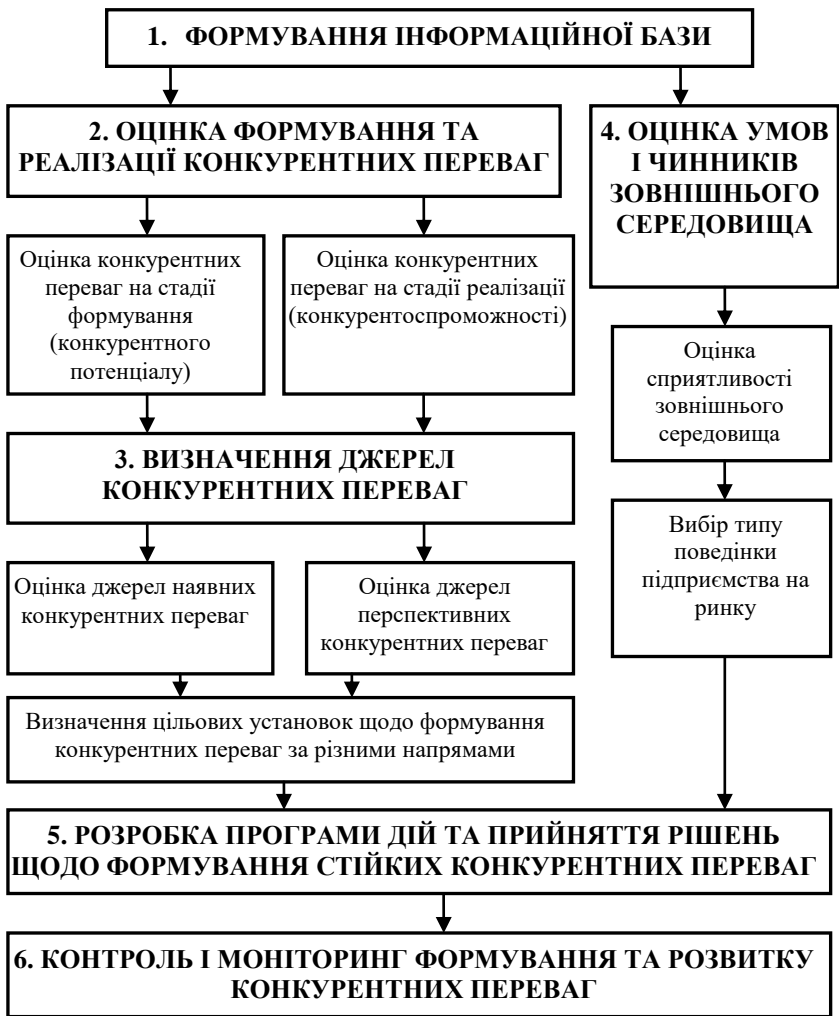 1. ФОРМУВАННЯ ІНФОРМАЦІЙНОЇ БАЗИ
2. ОЦІНКА ФОРМУВАННЯ ТА
РЕАЛІЗАЦІЇ КОНКУРЕНТНИХ ПЕРЕВАГ
4. ОЦІНКА УМОВ
І ЧИННИКІВ
ЗОВНІШНЬОГО
СЕРЕДОВИЩА
Оцінка конкурентних
переваг на стадії
формування
(конкурентного
потенціалу)
Оцінка конкурентних
переваг на стадії реалізації
(конкурентоспроможності)
Оцінка
сприятливості
зовнішнього
середовища
3. ВИЗНАЧЕННЯ ДЖЕРЕЛ
КОНКУРЕНТНИХ ПЕРЕВАГ
Вибір типу
поведінки
підприємства на
ринку
Оцінка джерел наявних
конкурентних переваг
Оцінка джерел
перспективних
конкурентних переваг
Визначення цільових установок щодо формування
конкурентних переваг за різними напрямами
5. РОЗРОБКА ПРОГРАМИ ДІЙ ТА ПРИЙНЯТТЯ РІШЕНЬ
ЩОДО ФОРМУВАННЯ СТІЙКИХ КОНКУРЕНТНИХ ПЕРЕВАГ
6. КОНТРОЛЬ І МОНІТОРИНГ ФОРМУВАННЯ ТА РОЗВИТКУ
КОНКУРЕНТНИХ ПЕРЕВАГ